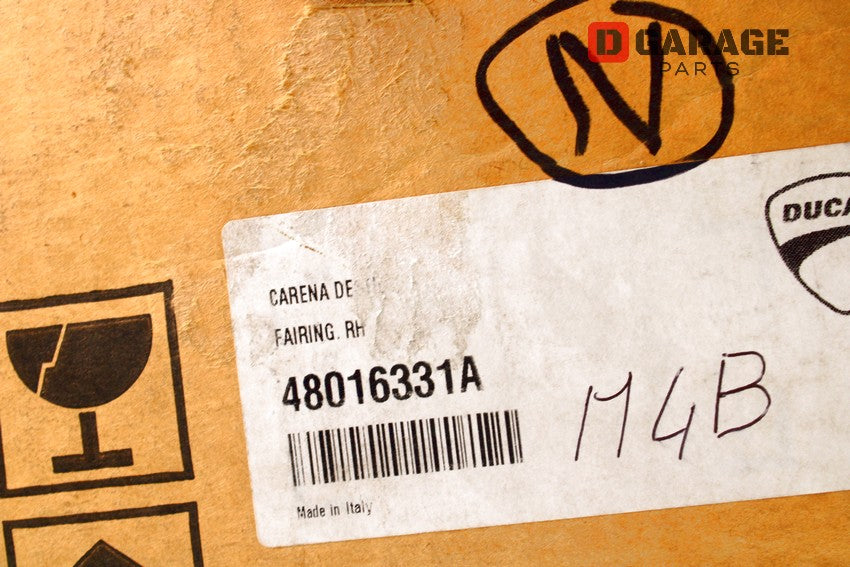 D GARAGE
PARTS
N
DUCA
CARENA DE
FAIRING. RH
48016331A
M4B
Made in Italy